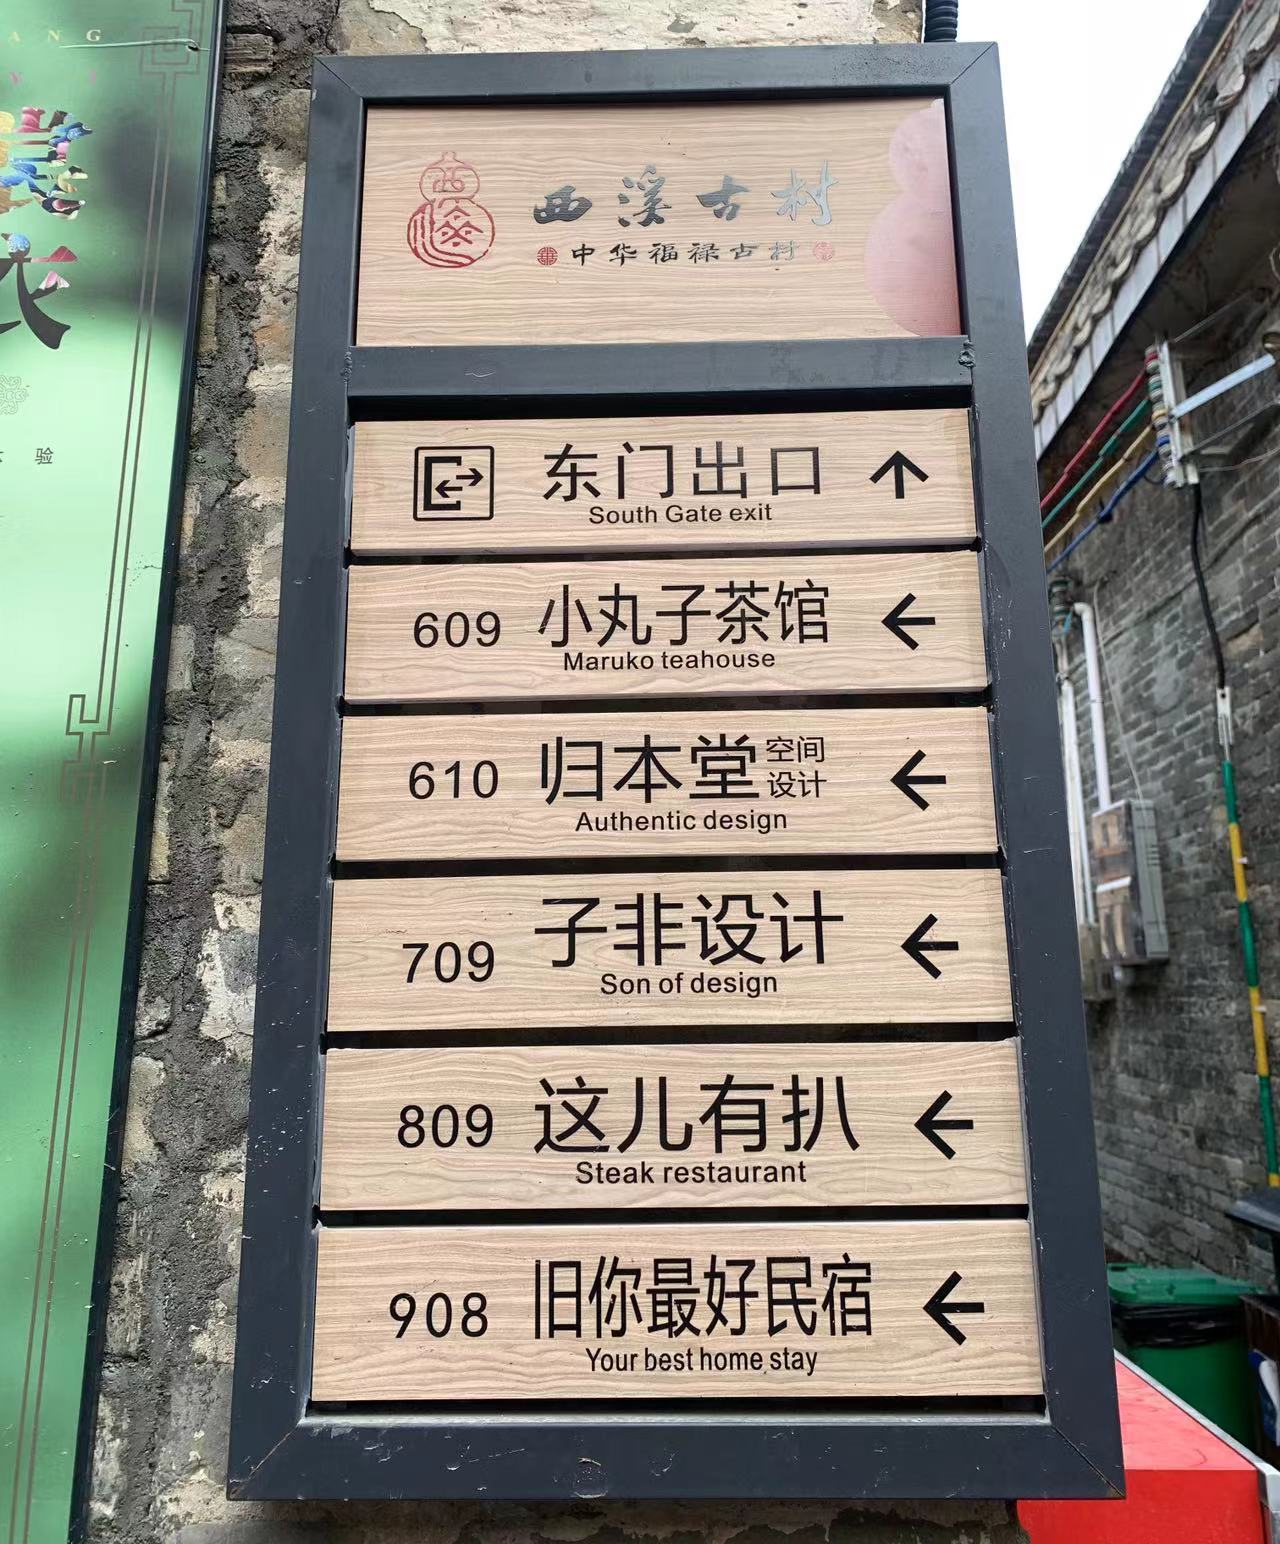 ANG
Y I
衣
验
西溪古村
中华福禄古村
东门出口
South Gate exit
609 小丸子茶馆
Maruko teahouse
610 归本堂 空间设计
Authentic design
709 子非设计
Son of design
809 这儿有扒
Steak restaurant
908 旧你最好民宿
Your best home stay